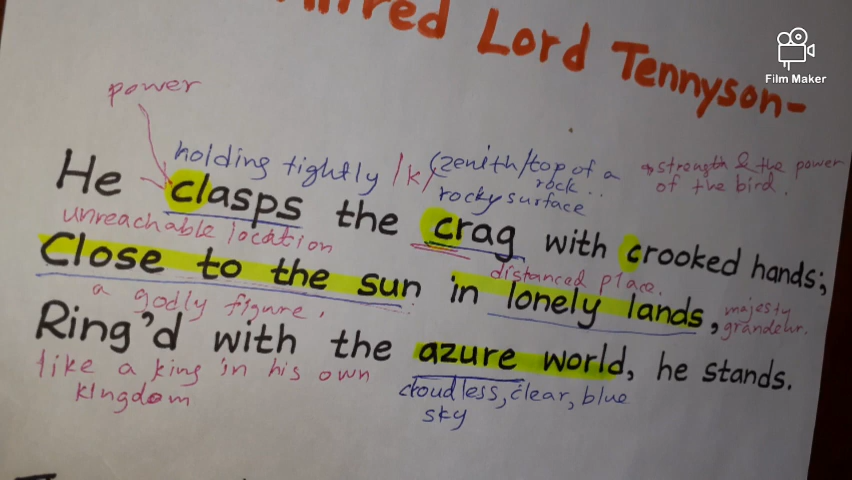 Alfred Lord Tennyson-
Film Maker
power
holding tightly /k/ (zenith/top of a rock.. → strength & the power
rocky surface of the bird.
He clasps the crag with crooked hands;
unreachable location
distanced place.
Close to the sun in lonely lands,
a godly figure, majesty
grandehr.
Ring'd with the azure world, he stands.
like a king in his own
kingdom
cloudless, clear, blue
sky